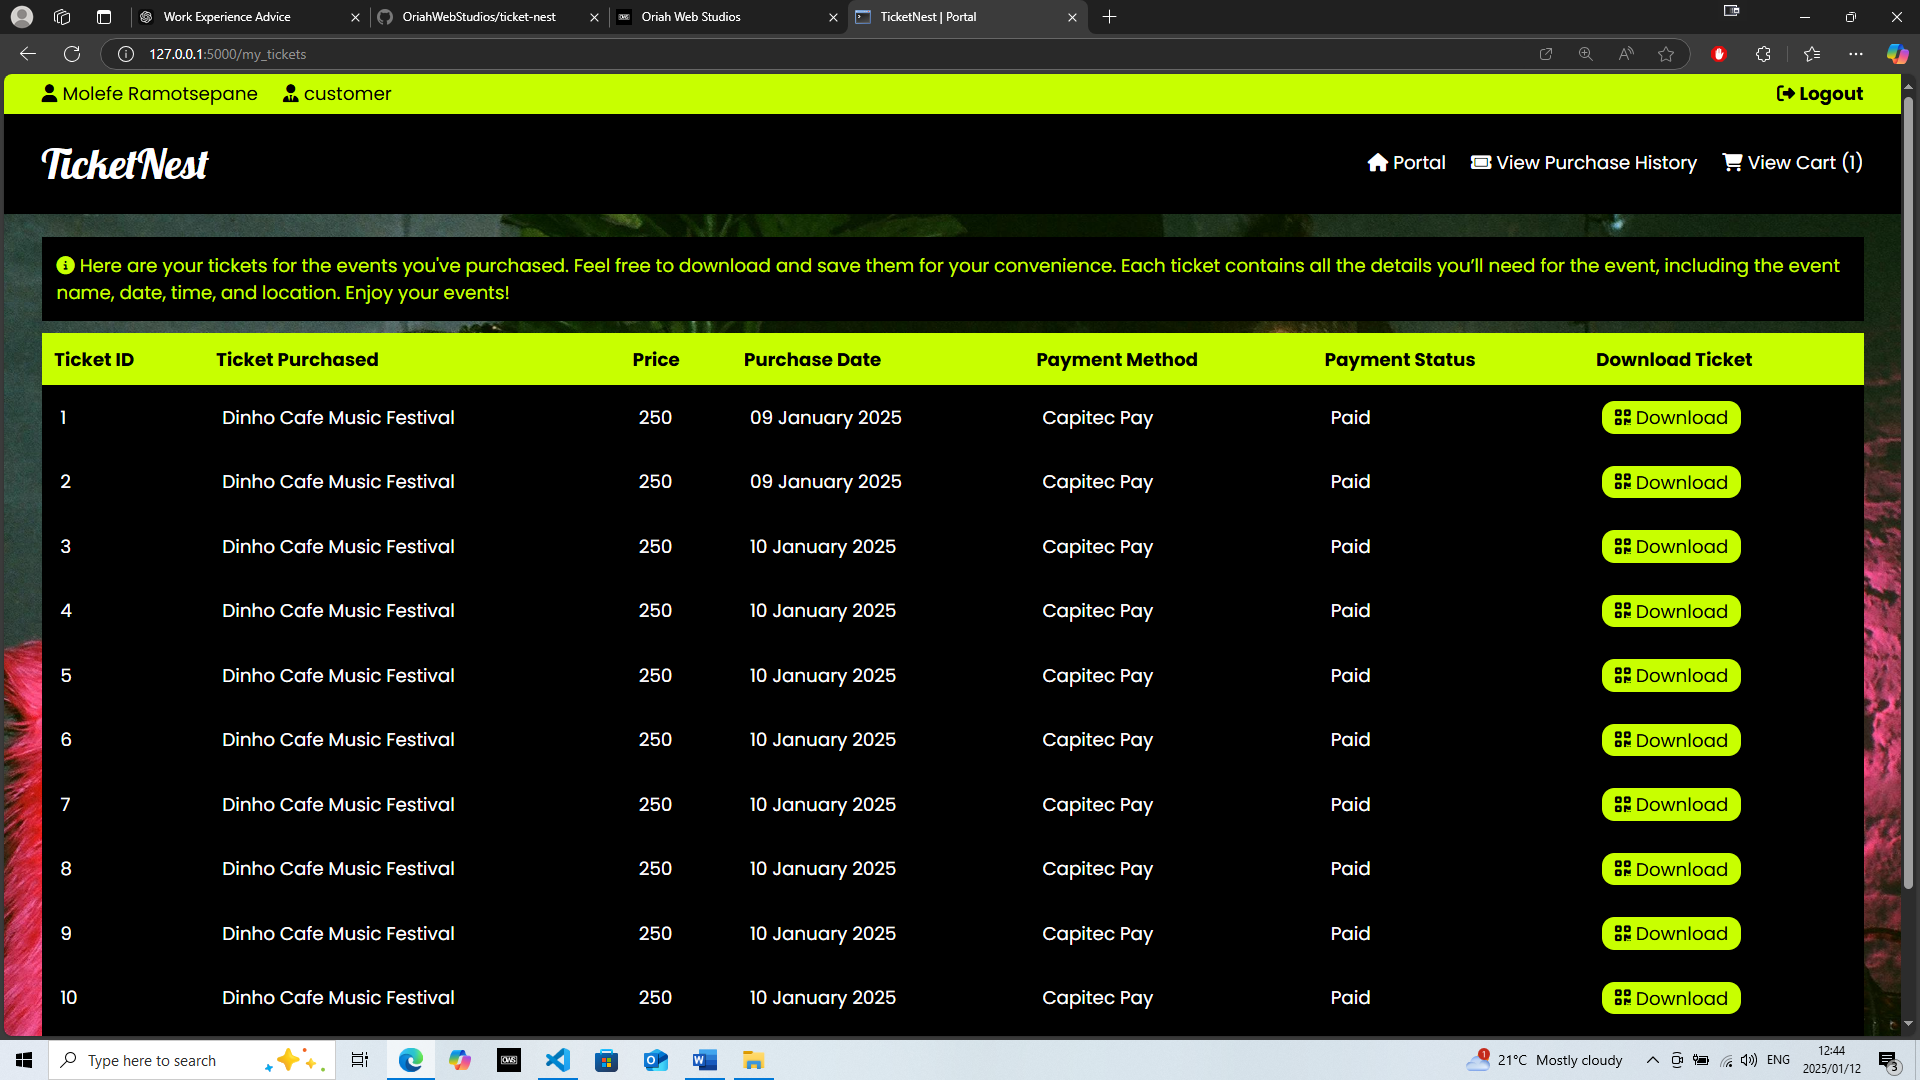 Work Experience Advice
OriahWebStudios/ticket-nest
OWS
Oriah Web Studios
TicketNest | Portal
127.0.0.1:5000/my_tickets
Molefe Ramotsepane customer Logout
TicketNest Portal View Purchase History View Cart (1)
Here are your tickets for the events you've purchased. Feel free to download and save them for your convenience. Each ticket contains all the details you’ll need for the event, including the event
name, date, time, and location. Enjoy your events!
Ticket ID Ticket Purchased Price Purchase Date Payment Method Payment Status Download Ticket
1 Dinho Cafe Music Festival 250 09 January 2025 Capitec Pay Paid Download
2 Dinho Cafe Music Festival 250 09 January 2025 Capitec Pay Paid Download
3 Dinho Cafe Music Festival 250 10 January 2025 Capitec Pay Paid Download
4 Dinho Cafe Music Festival 250 10 January 2025 Capitec Pay Paid Download
5 Dinho Cafe Music Festival 250 10 January 2025 Capitec Pay Paid Download
6 Dinho Cafe Music Festival 250 10 January 2025 Capitec Pay Paid Download
7 Dinho Cafe Music Festival 250 10 January 2025 Capitec Pay Paid Download
8 Dinho Cafe Music Festival 250 10 January 2025 Capitec Pay Paid Download
9 Dinho Cafe Music Festival 250 10 January 2025 Capitec Pay Paid Download
10 Dinho Cafe Music Festival 250 10 January 2025 Capitec Pay Paid Download
Type here to search
OWS
1
21°C Mostly cloudy
ENG
12:44
2025/01/12
3